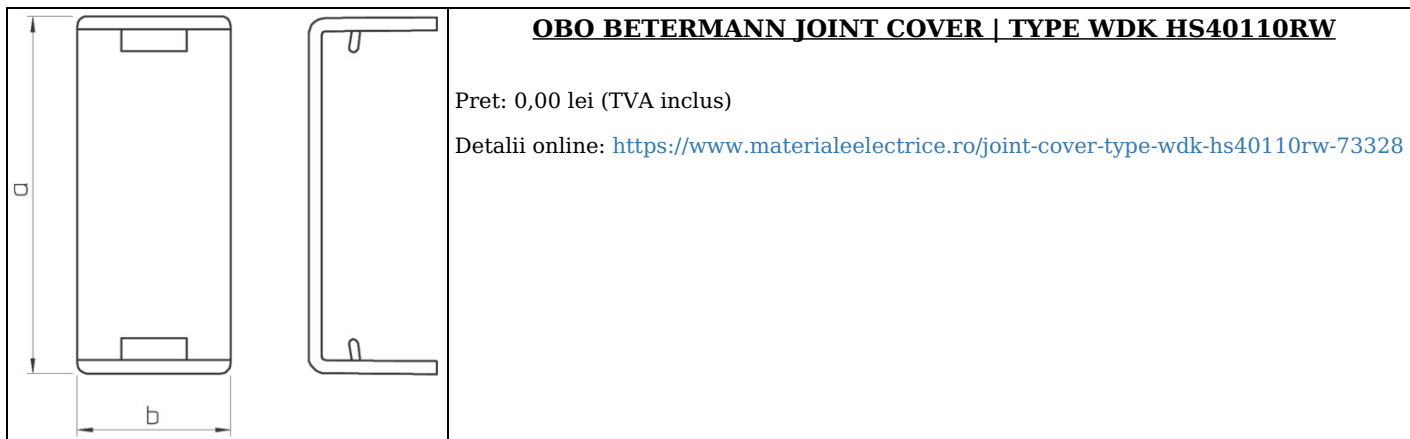 OBO BETERMANN JOINT COVER | TYPE WDK HS40110RW
Pret: 0,00 lei (TVA inclus)
Detalii online: https://www.materialeelectrice.ro/joint-cover-type-wdk-hs40110rw-73328
a
b